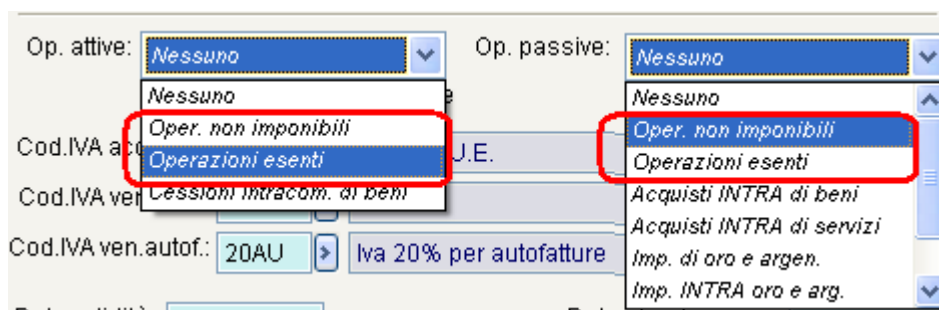 Op. attive: Nessuno Op. passive: Nessuno
Nessuno
Oper. non imponibili
Operazioni esenti
Cessioni intracom. di beni
Nessuno
Oper. non imponibili
Operazioni esenti
Acquisti INTRA di beni
Acquisti INTRA di servizi
Imp. di oro e argen.
Imp. INTRA oro e arg.
Cod.IVA acq U.E.
Cod.IVA ven
Cod.IVA ven.autof.: 20AU Iva 20% per autofatture